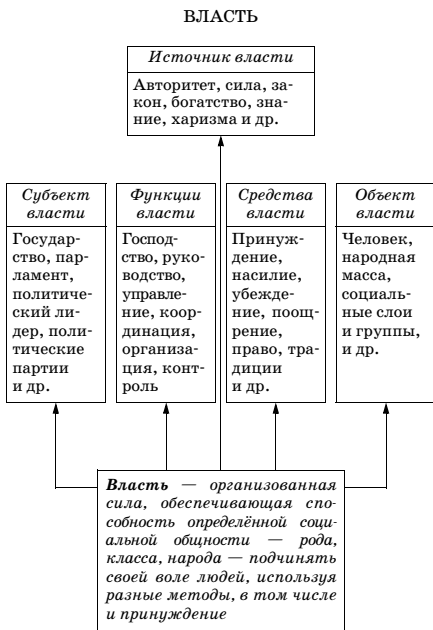 ВЛАСТЬ
Источник власти
Авторитет, сила, за-
кон, богатство, зна-
ние, харизма и др.
Субъект
власти
Государ-
ство, пар-
ламент,
политиче-
ский ли-
дер, поли-
тические
партии
и др.
Функции
власти
Господ-
ство, руко-
водство,
управле-
ние, коор-
динация,
организа-
ция, конт-
роль
Средства
власти
Принуж-
дение,
насилие,
убежде-
ние, поощ-
рение,
право, тра-
диции
и др.
Объект
власти
Человек,
народная
масса,
социаль-
ные слои
и группы,
и др.
Власть — организованная
сила, обеспечивающая спо-
собность определённой соци-
альной общности — рода,
класса, народа — подчинять
своей воле людей, используя
разные методы, в том числе
и принуждение